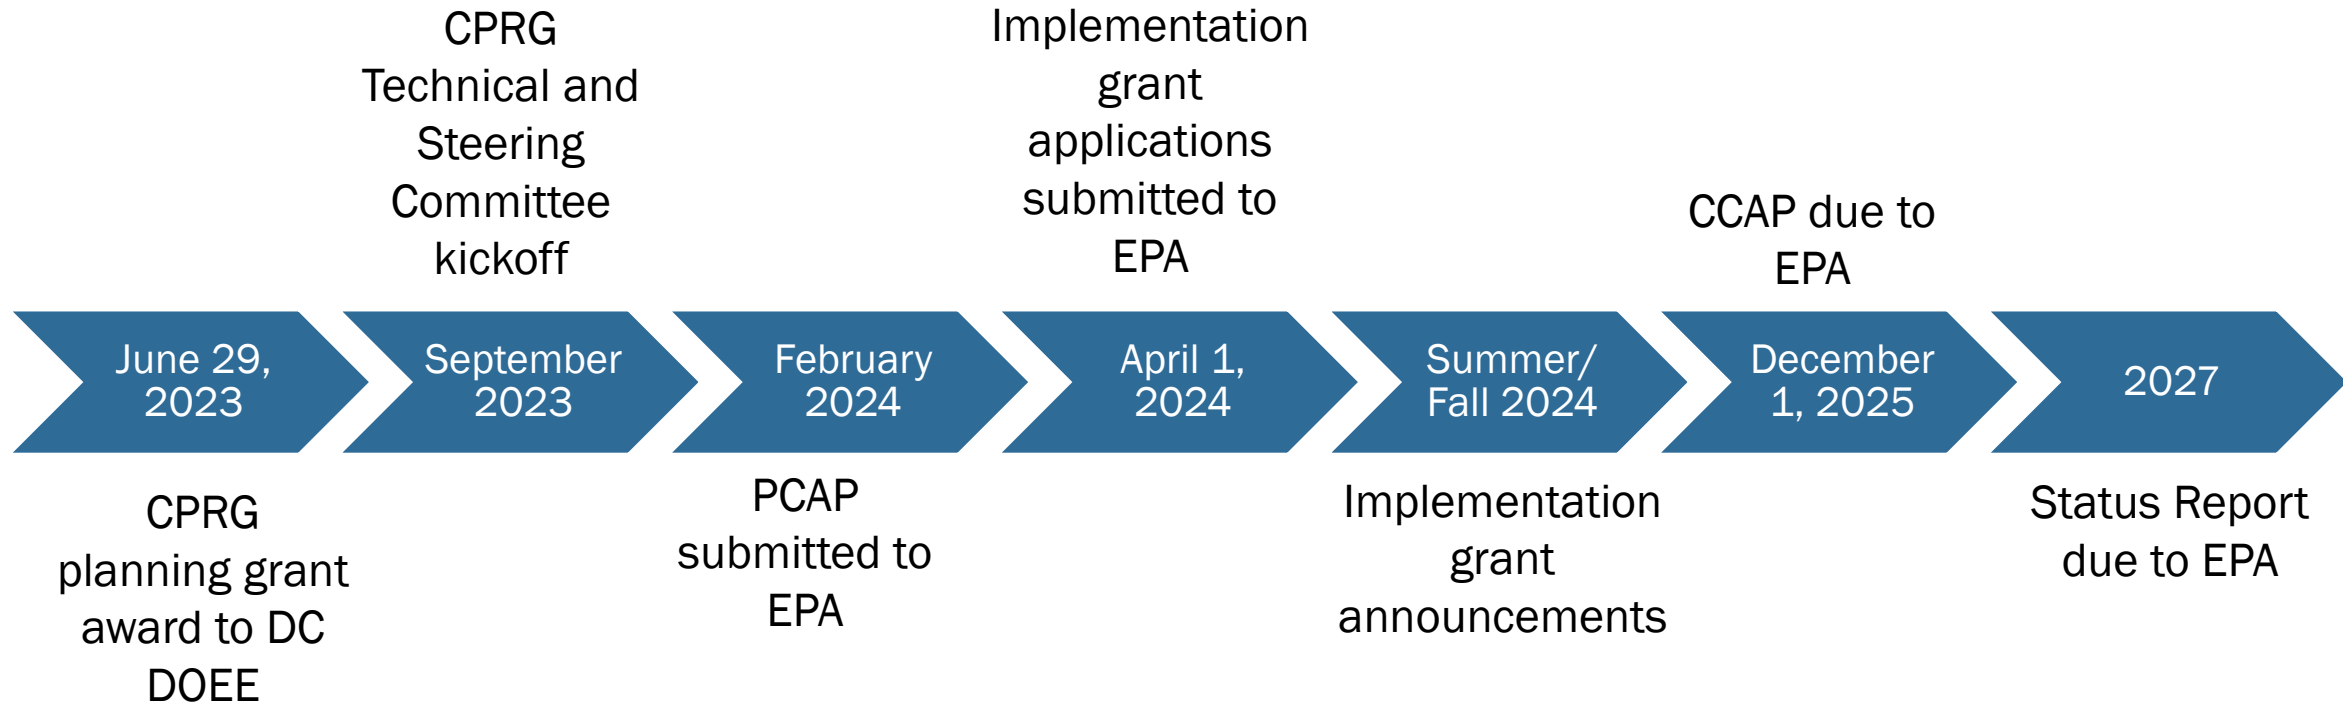 CPRG
Technical and
Steering
Committee
kickoff
Implementation
grant
applications
submitted to
EPA
CCAP due to
EPA
June 29,
2023
September
2023
February
2024
April 1,
2024
Summer/
Fall 2024
December
1, 2025
2027
CPRG
planning grant
award to DC
DOEE
PCAP
submitted to
EPA
Implementation
grant
announcements
Status Report
due to EPA